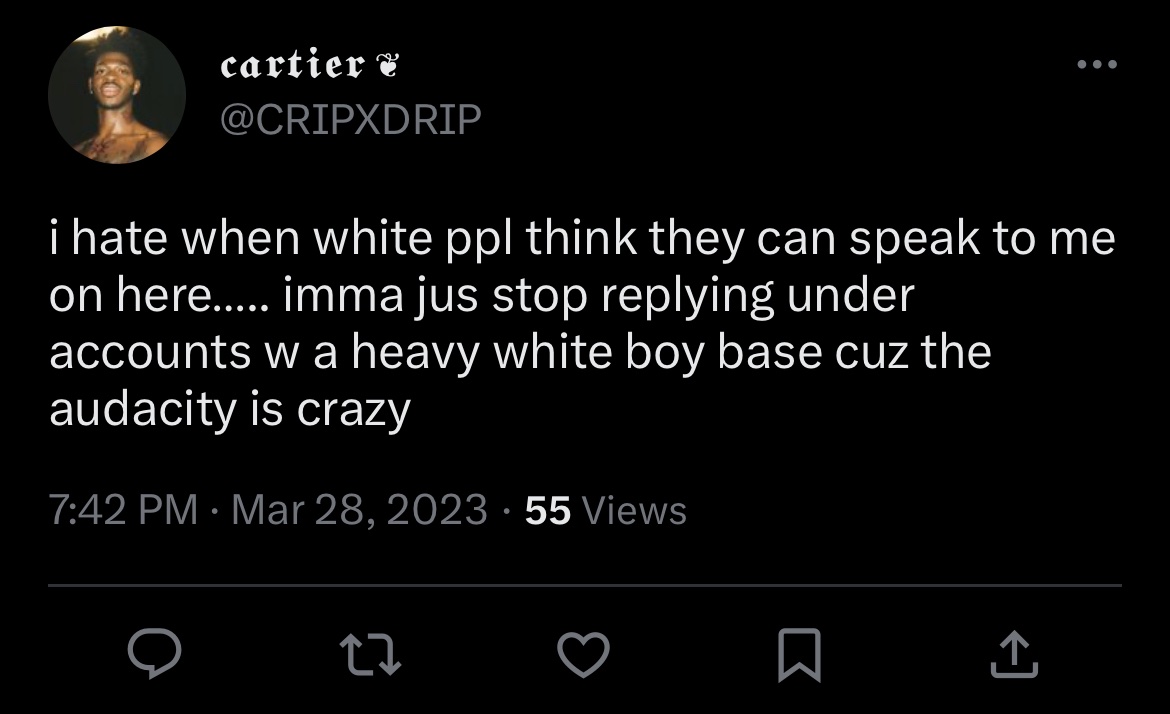 𝖈𝖆𝖗𝖙𝖎𝖊𝖗 ❦
@CRIPXDRIP
i hate when white ppl think they can speak to me
on here..... imma jus stop replying under
accounts w a heavy white boy base cuz the
audacity is crazy
7:42 PM · Mar 28, 2023 · 55 Views